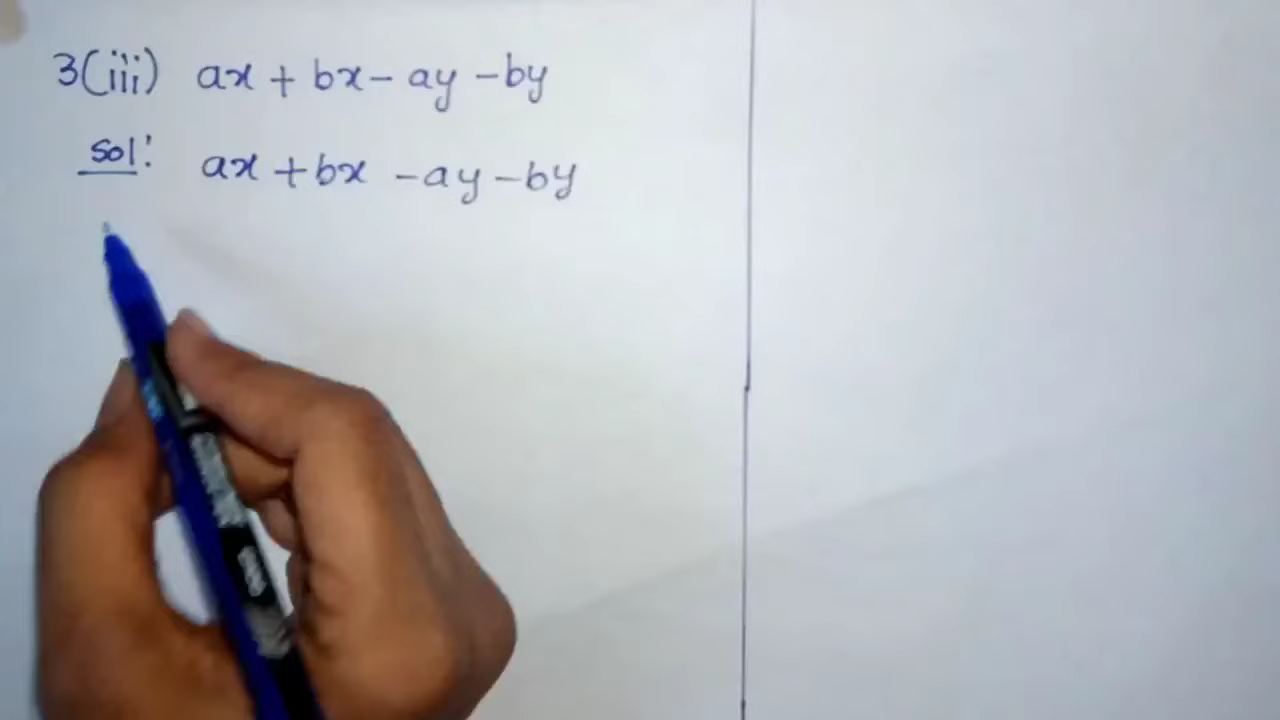 3(iii) ax + bx - ay - by
Sol: ax + bx - ay - by